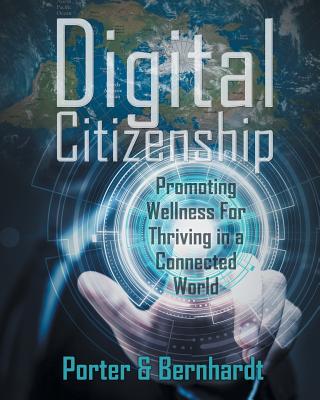 Digital
Citizenship
Promoting
Wellness For
Thriving in a
Connected
World
Porter & Bernhardt